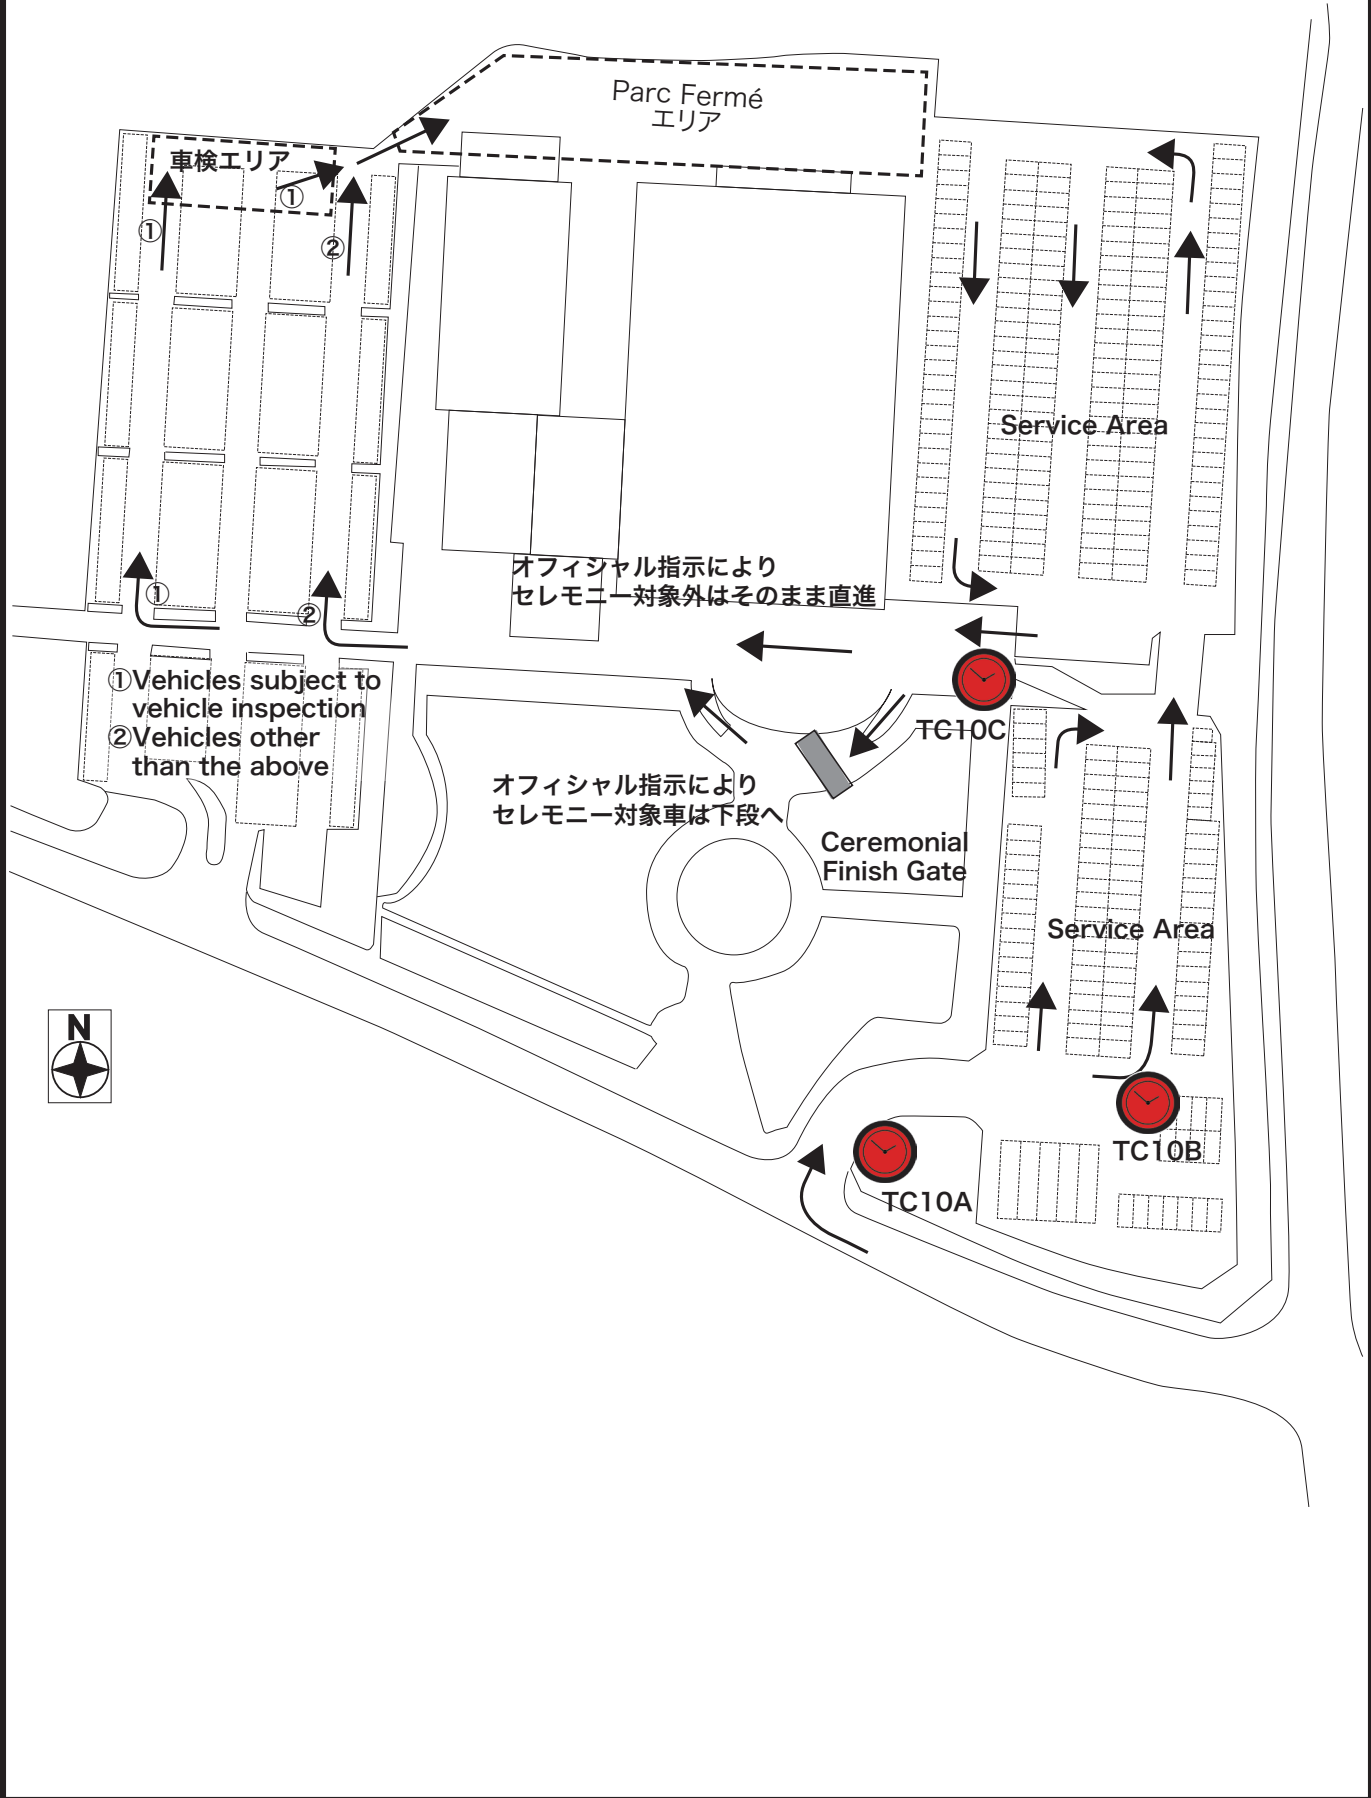 Parc Fermé
エリア
車検エリア
①
①
②
Service Area
オフィシャル指示により
セレモニー対象外はそのまま直進
①
②
①Vehicles subject to
vehicle inspection
②Vehicles other
than the above
TC10C
オフィシャル指示により
セレモニー対象車は下段へ
Ceremonial
Finish Gate
Service Area
N
TC10B
TC10A